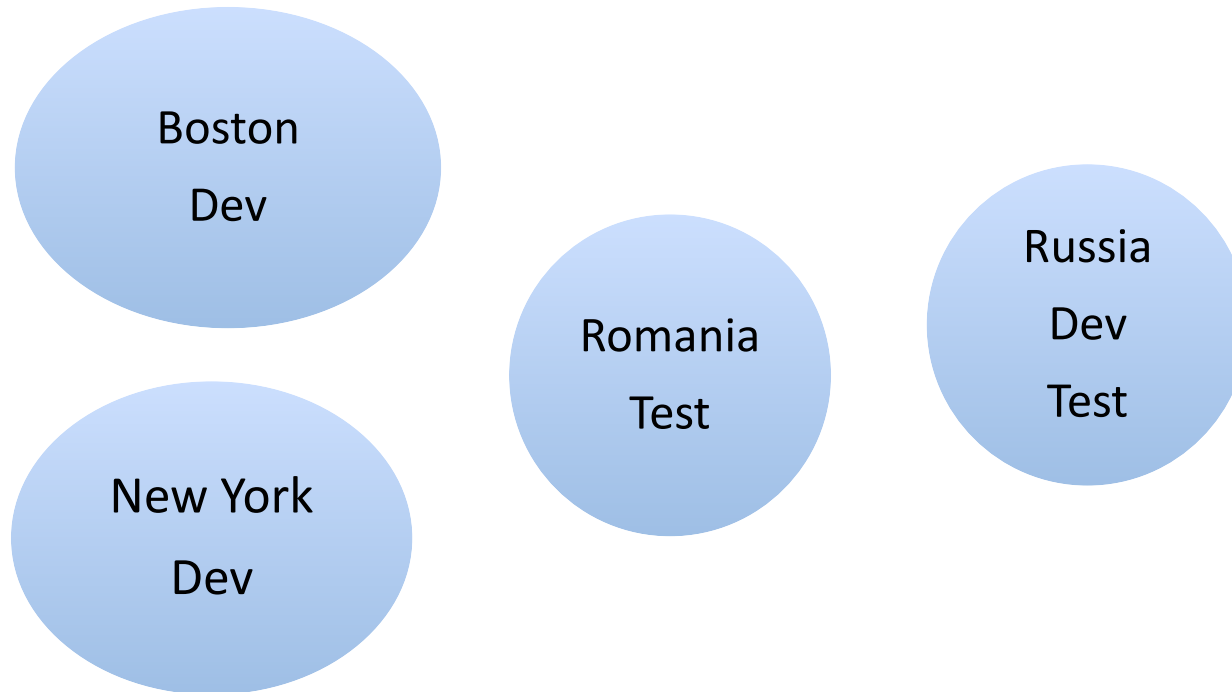 Boston
Dev
New York
Dev
Romania
Test
Russia
Dev
Test